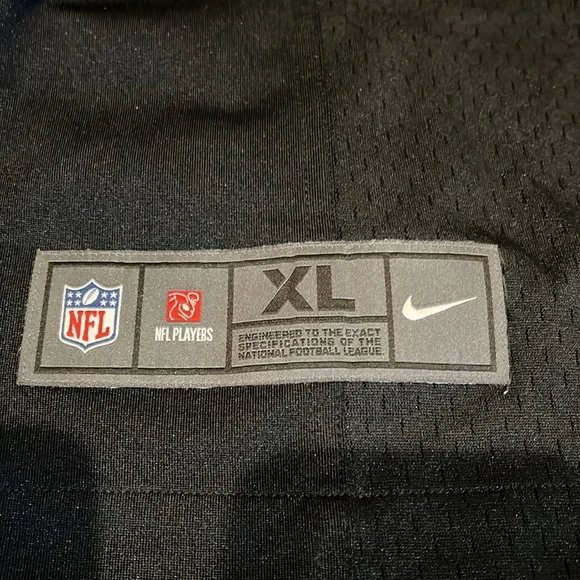 NFL
NFL PLAYERS
XL
ENGINEERED TO THE EXACT
SPECIFICATIONS OF THE
NATIONAL FOOTBALL LEAGUE.